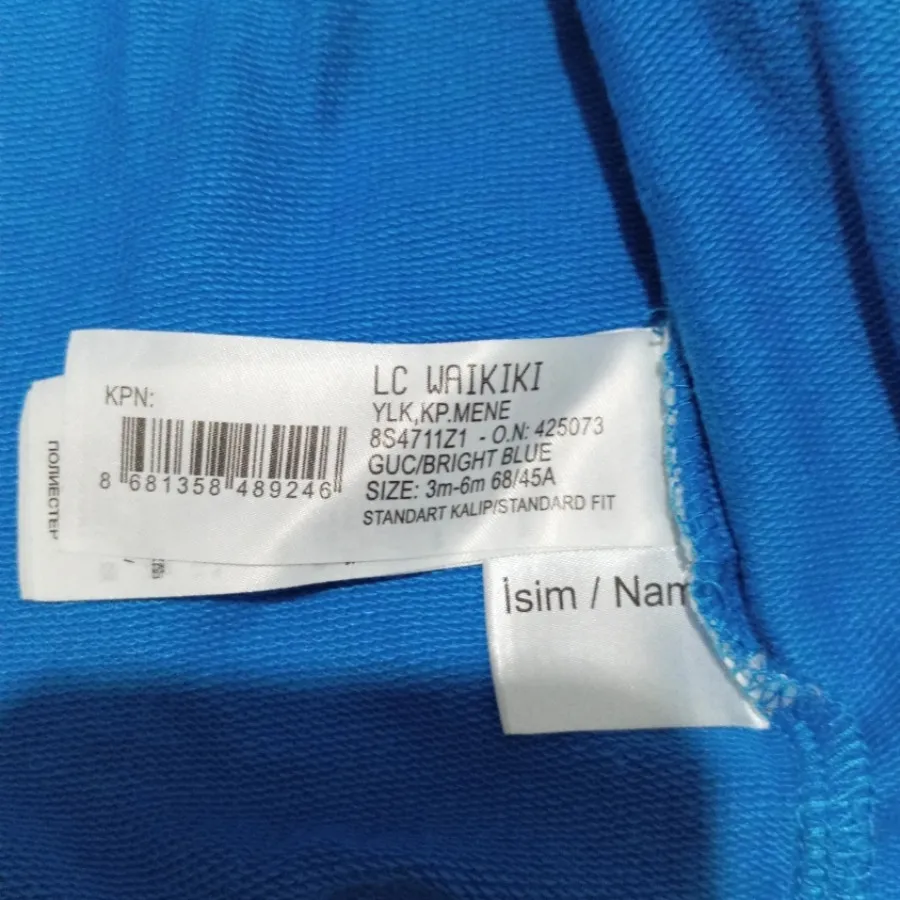 KPN:
8 681358 489246
LC WAIKIKI
YLK,KP.MENE
8S4711Z1 - O.N: 425073
GUC/BRIGHT BLUE
SIZE: 3m-6m 68/45A
STANDART KALIP/STANDARD FIT
ПОЛИЕСТЕР
İsim / Nam